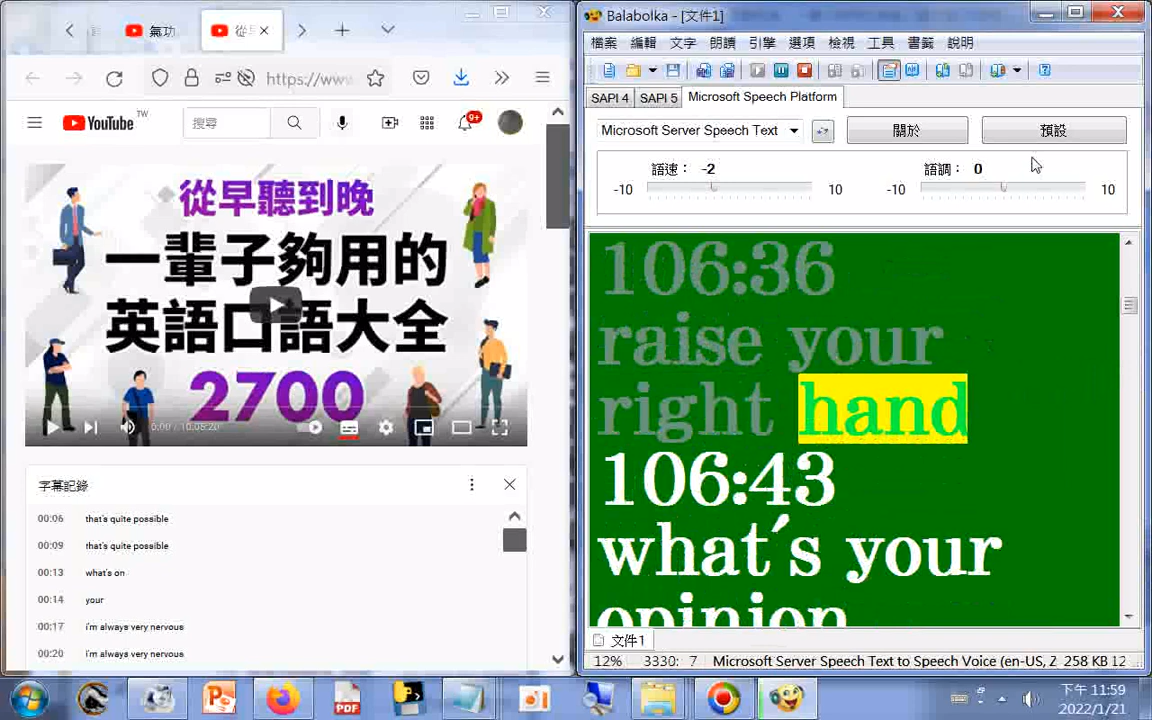 氣功
從
https://www
YouTube TW
搜尋
9+
從早聽到晚
一輩子夠用的
英語口語大全
2700
0:00 / 10:05:20
字幕記錄
00:06 that's quite possible
00:09 that's quite possible
00:13 what's on
00:14 your
00:17 i'm always very nervous
00:20 i'm always very nervous
Balabolka - [文件1]
檔案 編輯 文字 朗讀 引擎 選項 檢視 工具 書籤 說明
SAPI 4 SAPI 5 Microsoft Speech Platform
Microsoft Server Speech Text 關於 預設
語速： -2 語調： 0
-10 10 -10 10
106:36
raise your
right hand
106:43
what's your
opinion
文件1
12% 3330: 7 Microsoft Server Speech Text to Speech Voice (en-US, Z 258 KB 12
PDF
下午 11:59
2022/1/21